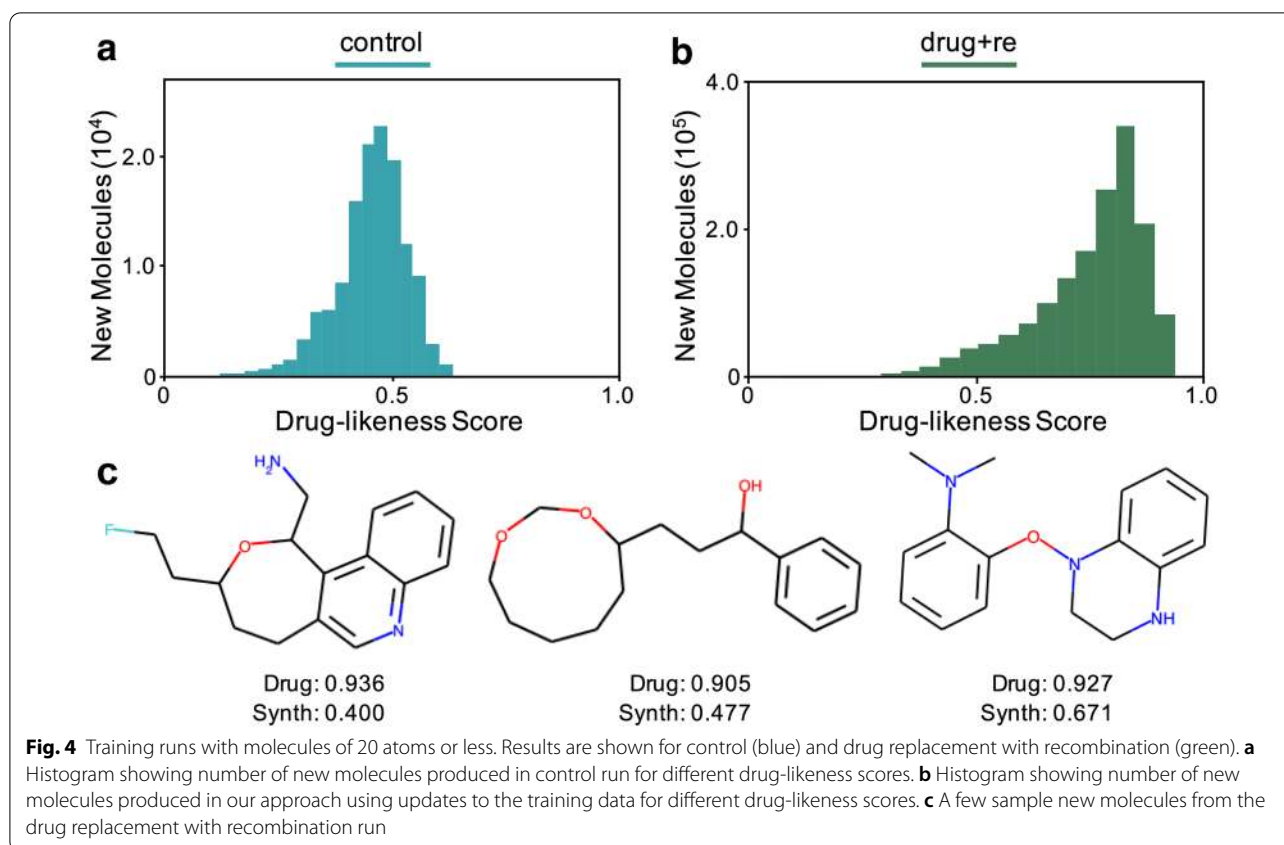 a
control
New Molecules (10⁴)
2.0
1.0
0
0
0.5
1.0
Drug-likeness Score
b
drug+re
New Molecules (10⁵)
4.0
2.0
0
0
0.5
1.0
Drug-likeness Score
c
H₂N
F
O
N
O
O
OH
N
O
N
NH
Drug: 0.936
Synth: 0.400
Drug: 0.905
Synth: 0.477
Drug: 0.927
Synth: 0.671
Fig. 4 Training runs with molecules of 20 atoms or less. Results are shown for control (blue) and drug replacement with recombination (green). a
Histogram showing number of new molecules produced in control run for different drug-likeness scores. b Histogram showing number of new
molecules produced in our approach using updates to the training data for different drug-likeness scores. c A few sample new molecules from the
drug replacement with recombination run